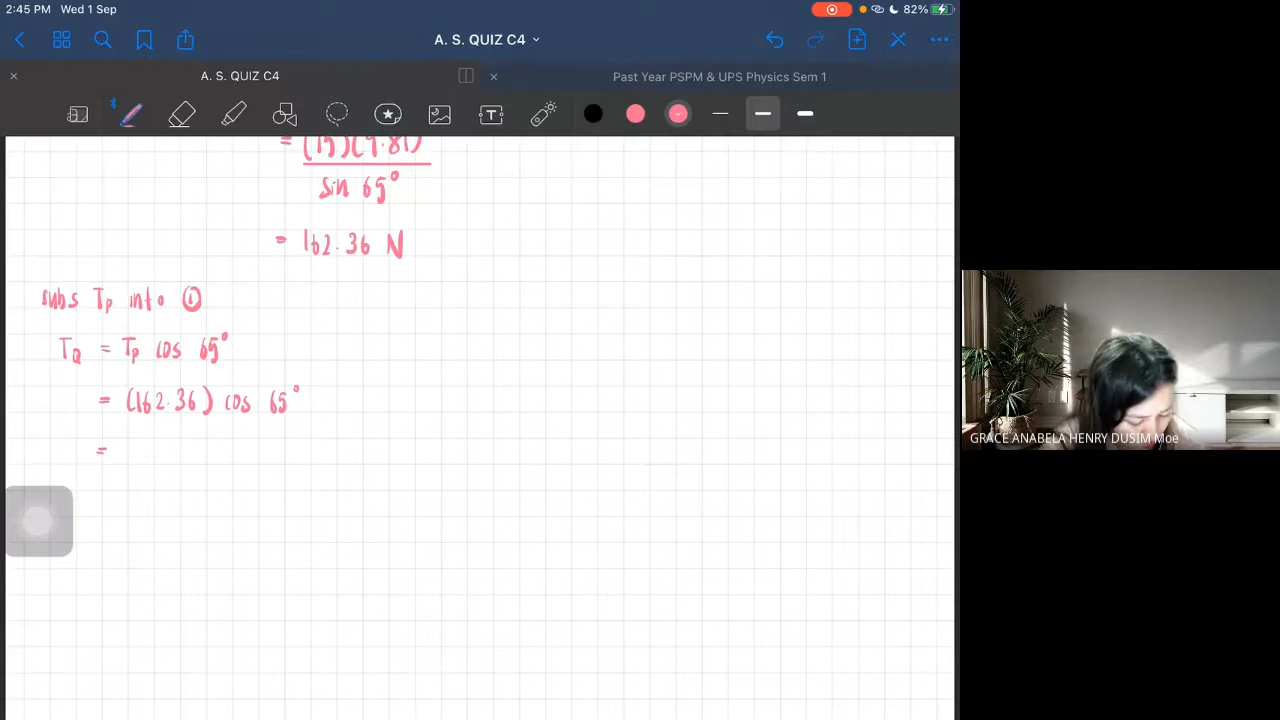 2:45 PM Wed 1 Sep
82%
A. S. QUIZ C4
A. S. QUIZ C4
Past Year PSPM & UPS Physics Sem 1
T
= (15)(9.81)
sin 65°
= 162.36 N
subs Tp into ①
TQ = Tp cos 65°
= (162.36) cos 65°
=
GRACE ANABELA HENRY DUSIM Moe